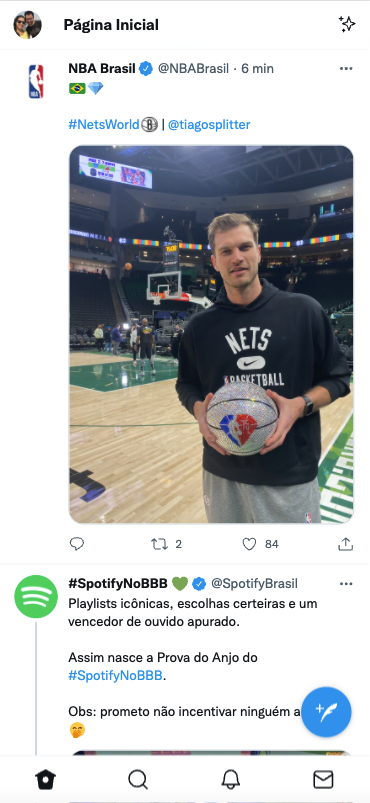 Página Inicial
NBA Brasil @NBABrasil · 6 min
🇧🇷💎
#NetsWorld | @tiagosplitter
NETS
BASKETBALL
2
84
#SpotifyNoBBB 💚 @SpotifyBrasil
Playlists icônicas, escolhas certeiras e um
vencedor de ouvido apurado.
Assim nasce a Prova do Anjo do
#SpotifyNoBBB.
Obs: prometo não incentivar ninguém a
🤭